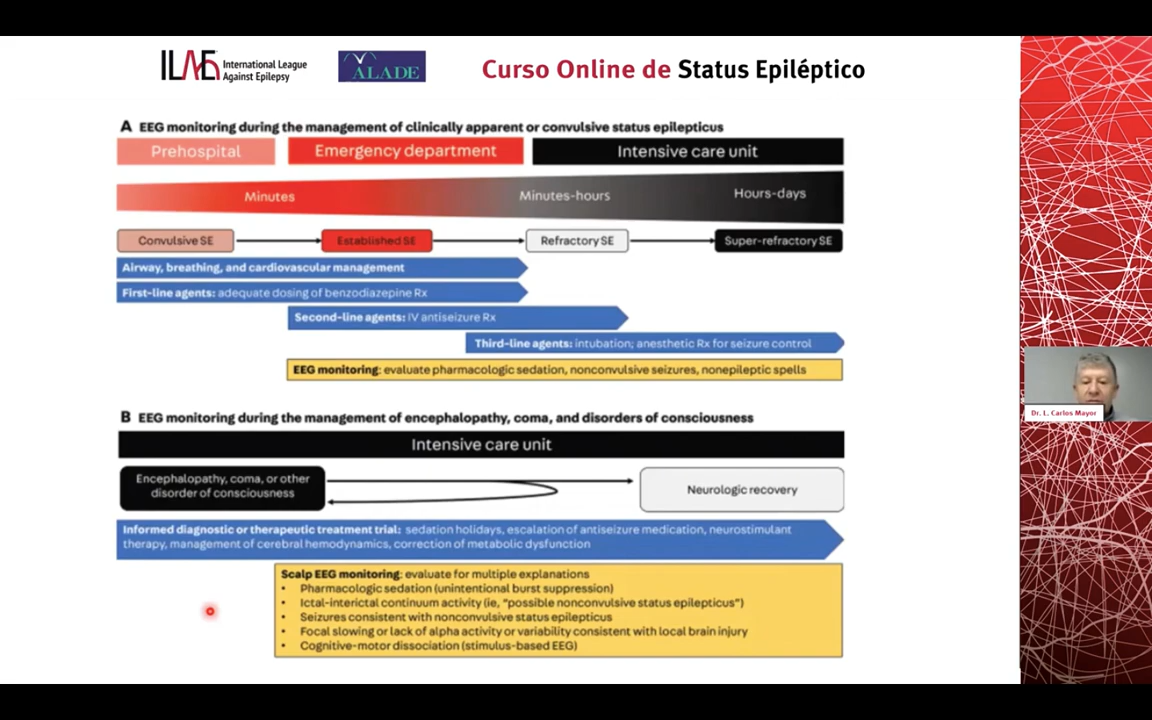 ILAE International League
Against Epilepsy
ALADE
Curso Online de Status Epiléptico
A EEG monitoring during the management of clinically apparent or convulsive status epilepticus
Prehospital
Emergency department
Intensive care unit
Minutes
Minutes-hours
Hours-days
Convulsive SE
Established SE
Refractory SE
Super-refractory SE
Airway, breathing, and cardiovascular management
First-line agents: adequate dosing of benzodiazepine Rx
Second-line agents: IV antiseizure Rx
Third-line agents: intubation; anesthetic Rx for seizure control
EEG monitoring: evaluate pharmacologic sedation, nonconvulsive seizures, nonepileptic spells
Dr. L. Carlos Mayor
B EEG monitoring during the management of encephalopathy, coma, and disorders of consciousness
Intensive care unit
Encephalopathy, coma, or other
disorder of consciousness
Neurologic recovery
Informed diagnostic or therapeutic treatment trial: sedation holidays, escalation of antiseizure medication, neurostimulant
therapy, management of cerebral hemodynamics, correction of metabolic dysfunction
Scalp EEG monitoring: evaluate for multiple explanations
• Pharmacologic sedation (unintentional burst suppression)
• Ictal-interictal continuum activity (ie, “possible nonconvulsive status epilepticus”)
• Seizures consistent with nonconvulsive status epilepticus
• Focal slowing or lack of alpha activity or variability consistent with local brain injury
• Cognitive-motor dissociation (stimulus-based EEG)